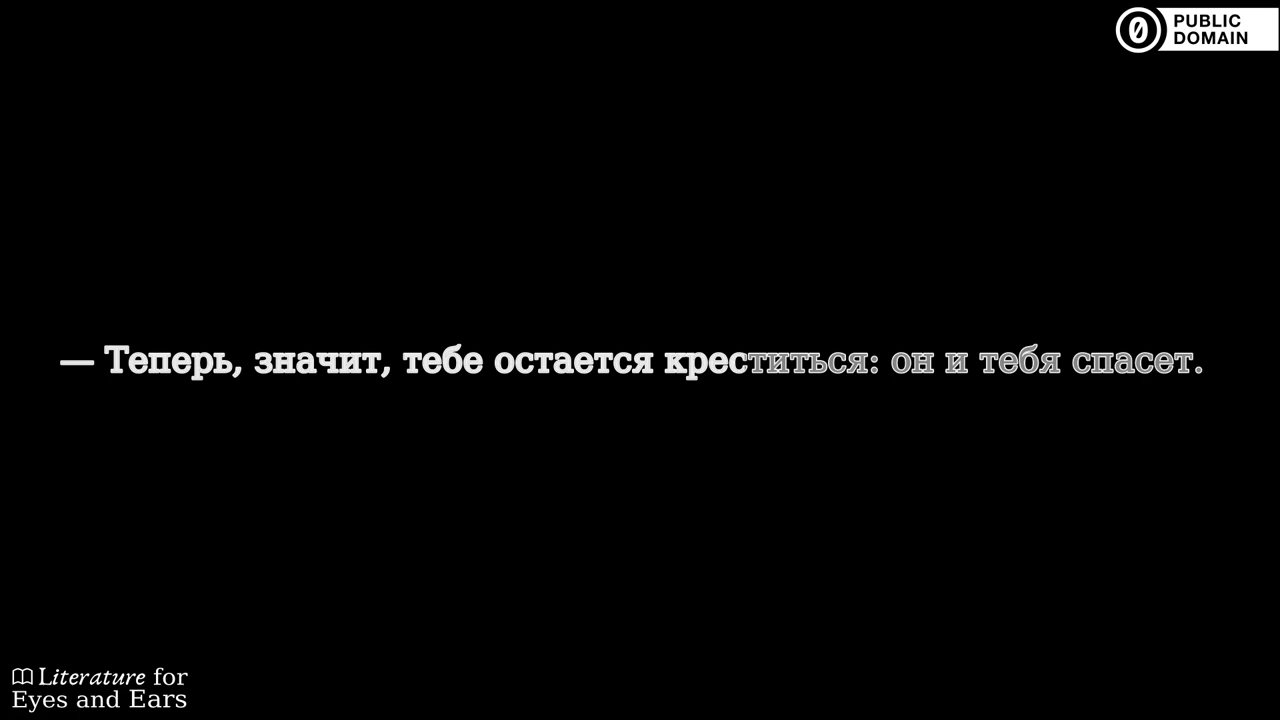 PUBLIC
DOMAIN
— Теперь, значит, тебе остается креститься: он и тебя спасет.
Literature for
Eyes and Ears